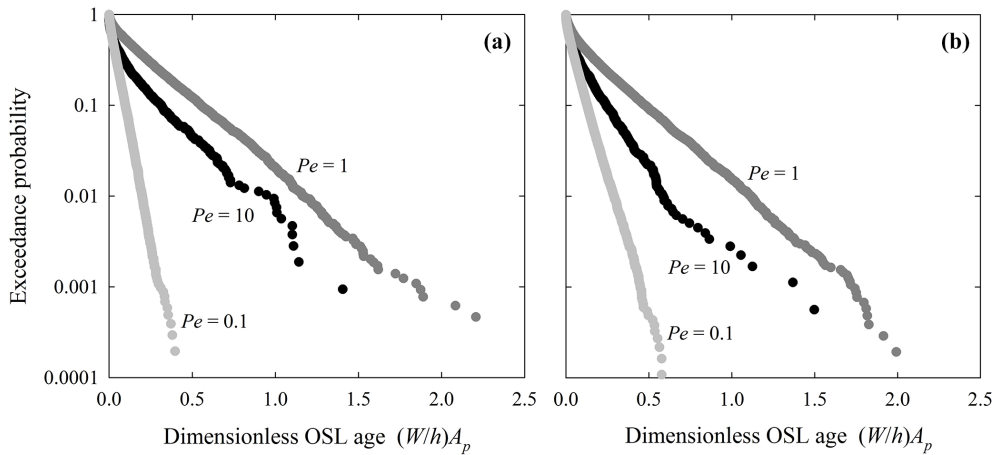 Exceedance probability
1
0.1
0.01
0.001
0.0001
(a)
Pe = 1
Pe = 10
Pe = 0.1
0.0 0.5 1.0 1.5 2.0 2.5
Dimensionless OSL age (W/h)Ap
(b)
Pe = 1
Pe = 10
Pe = 0.1
0.0 0.5 1.0 1.5 2.0 2.5
Dimensionless OSL age (W/h)Ap